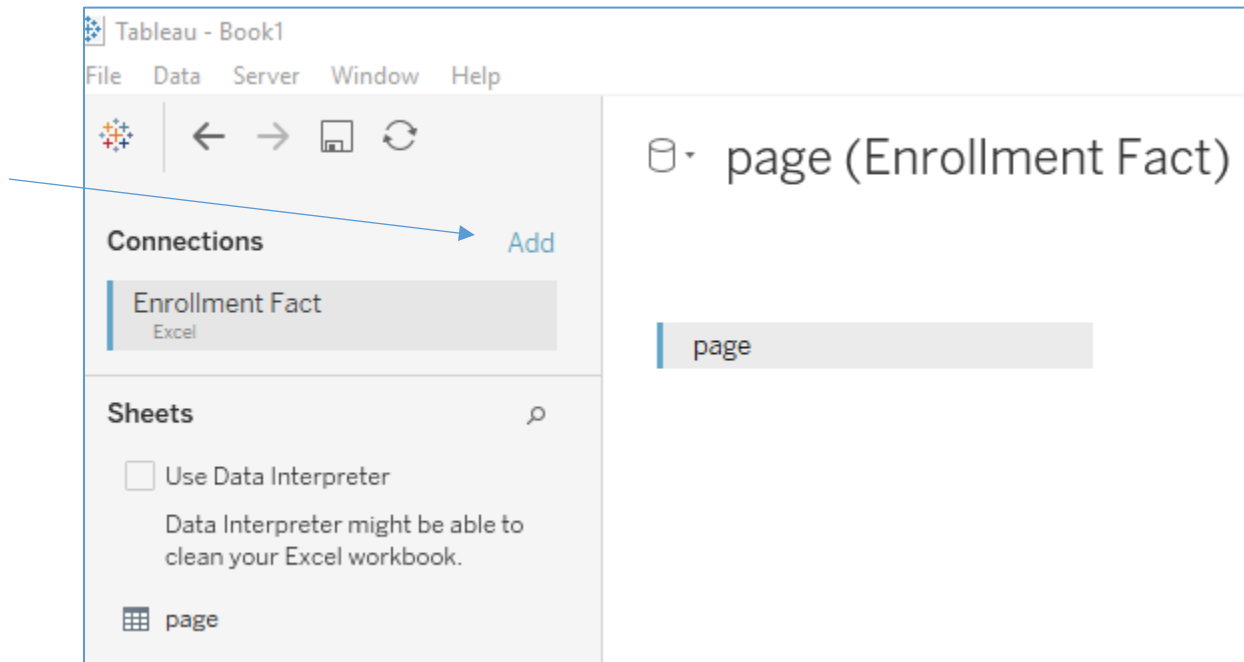 Tableau - Book1
File Data Server Window Help
Connections Add
Enrollment Fact
Excel
Sheets
Use Data Interpreter
Data Interpreter might be able to
clean your Excel workbook.
page
page (Enrollment Fact)
page